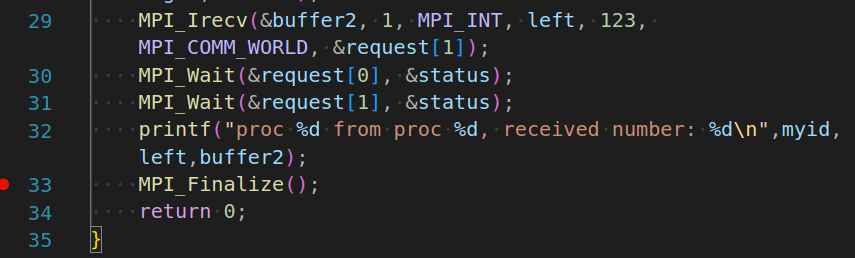 29 MPI_Irecv(&buffer2, 1, MPI_INT, left, 123,
MPI_COMM_WORLD, &request[1]);
30 MPI_Wait(&request[0], &status);
31 MPI_Wait(&request[1], &status);
32 printf("proc %d from proc %d, received number: %d\n",myid,
left,buffer2);
33 MPI_Finalize();
34 return 0;
35 }